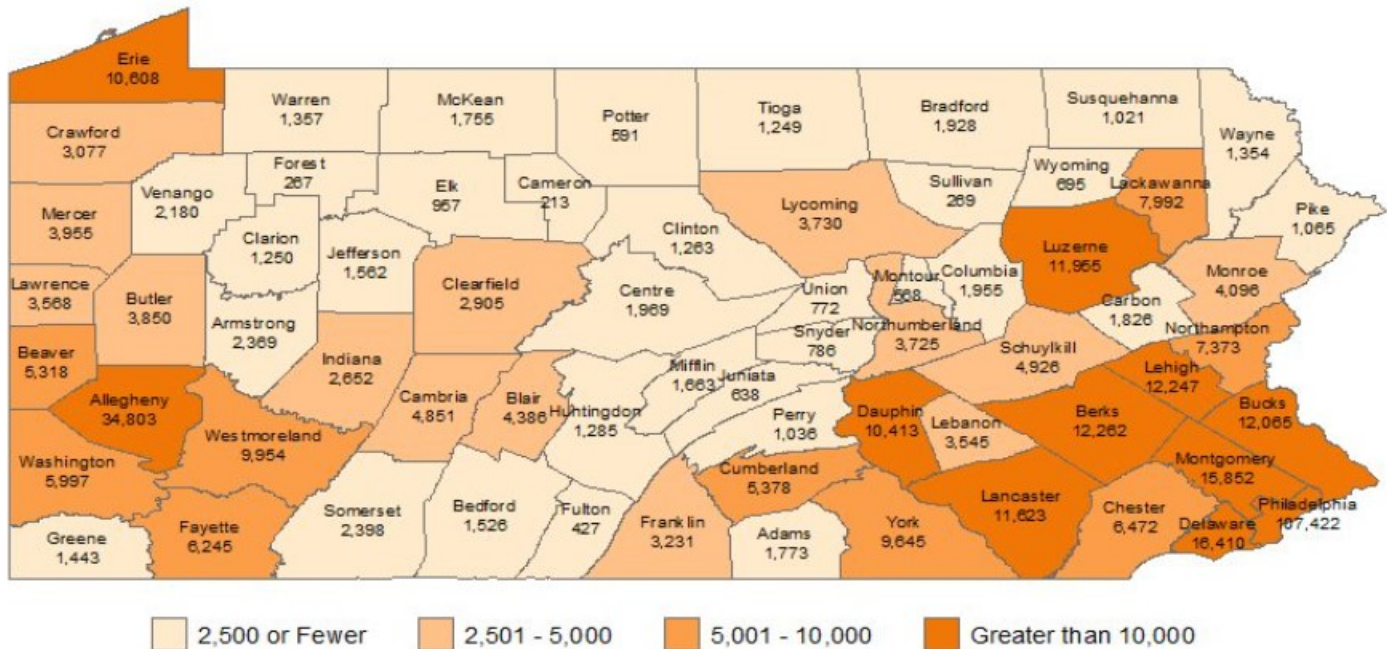 Erie
10,608
Warren
1,357
McKean
1,755
Potter
591
Tioga
1,249
Bradford
1,928
Susquehanna
1,021
Wayne
1,354
Crawford
3,077
Forest
267
Elk
957
Cameron
213
Venango
2,180
Wyoming
695
Lackawanna
7,992
Sullivan
269
Lycoming
3,730
Pike
1,065
Mercer
3,955
Clarion
1,250
Jefferson
1,562
Clinton
1,263
Luzerne
11,955
Lawrence
3,568
Butler
3,850
Clearfield
2,905
Centre
1,969
Union
772
Montour
568
Columbia
1,955
Monroe
4,096
Carbon
1,826
Armstrong
2,369
Snyder
786
Northumberland
3,725
Northampton
7,373
Beaver
5,318
Indiana
2,652
Mifflin
1,663
Juniata
638
Schuylkill
4,926
Lehigh
12,247
Allegheny
34,803
Cambria
4,851
Blair
4,386
Huntingdon
1,285
Perry
1,036
Dauphin
10,413
Lebanon
3,545
Berks
12,262
Bucks
12,065
Westmoreland
9,954
Washington
5,997
Cumberland
5,378
Montgomery
15,852
Lancaster
11,623
Chester
6,472
Philadelphia
107,422
Delaware
16,410
Somerset
2,398
Bedford
1,526
Fulton
427
Franklin
3,231
Adams
1,773
York
9,645
Greene
1,443
Fayette
6,245
2,500 or Fewer
2,501 - 5,000
5,001 - 10,000
Greater than 10,000